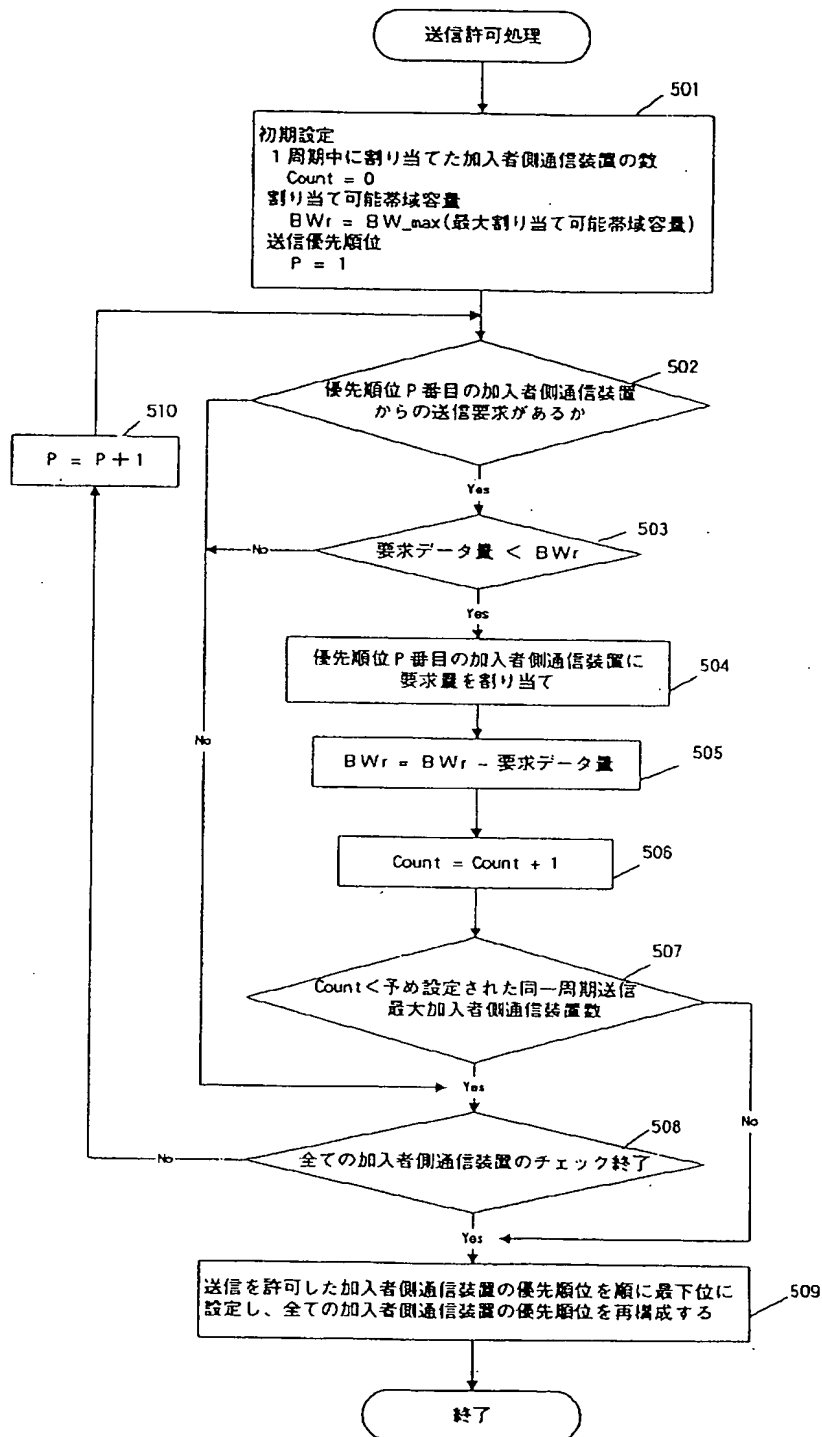 送信許可処理
501
初期設定
1周期中に割り当てた加入者側通信装置の数
Count = 0
割り当て可能帯域容量
BWr = BW_max(最大割り当て可能帯域容量)
送信優先順位
P = 1
502
優先順位P番目の加入者側通信装置
からの送信要求があるか
510
P = P+1
Yes
503
要求データ量 < BWr
No
Yes
優先順位P番目の加入者側通信装置に
要求量を割り当て
504
No
BWr = BWr - 要求データ量
505
Count = Count + 1
506
507
Count<予め設定された同一周期送信
最大加入者側通信装置数
Yes
No
508
全ての加入者側通信装置のチェック終了
No
Yes
送信を許可した加入者側通信装置の優先順位を順に最下位に
設定し、全ての加入者側通信装置の優先順位を再構成する
509
終了